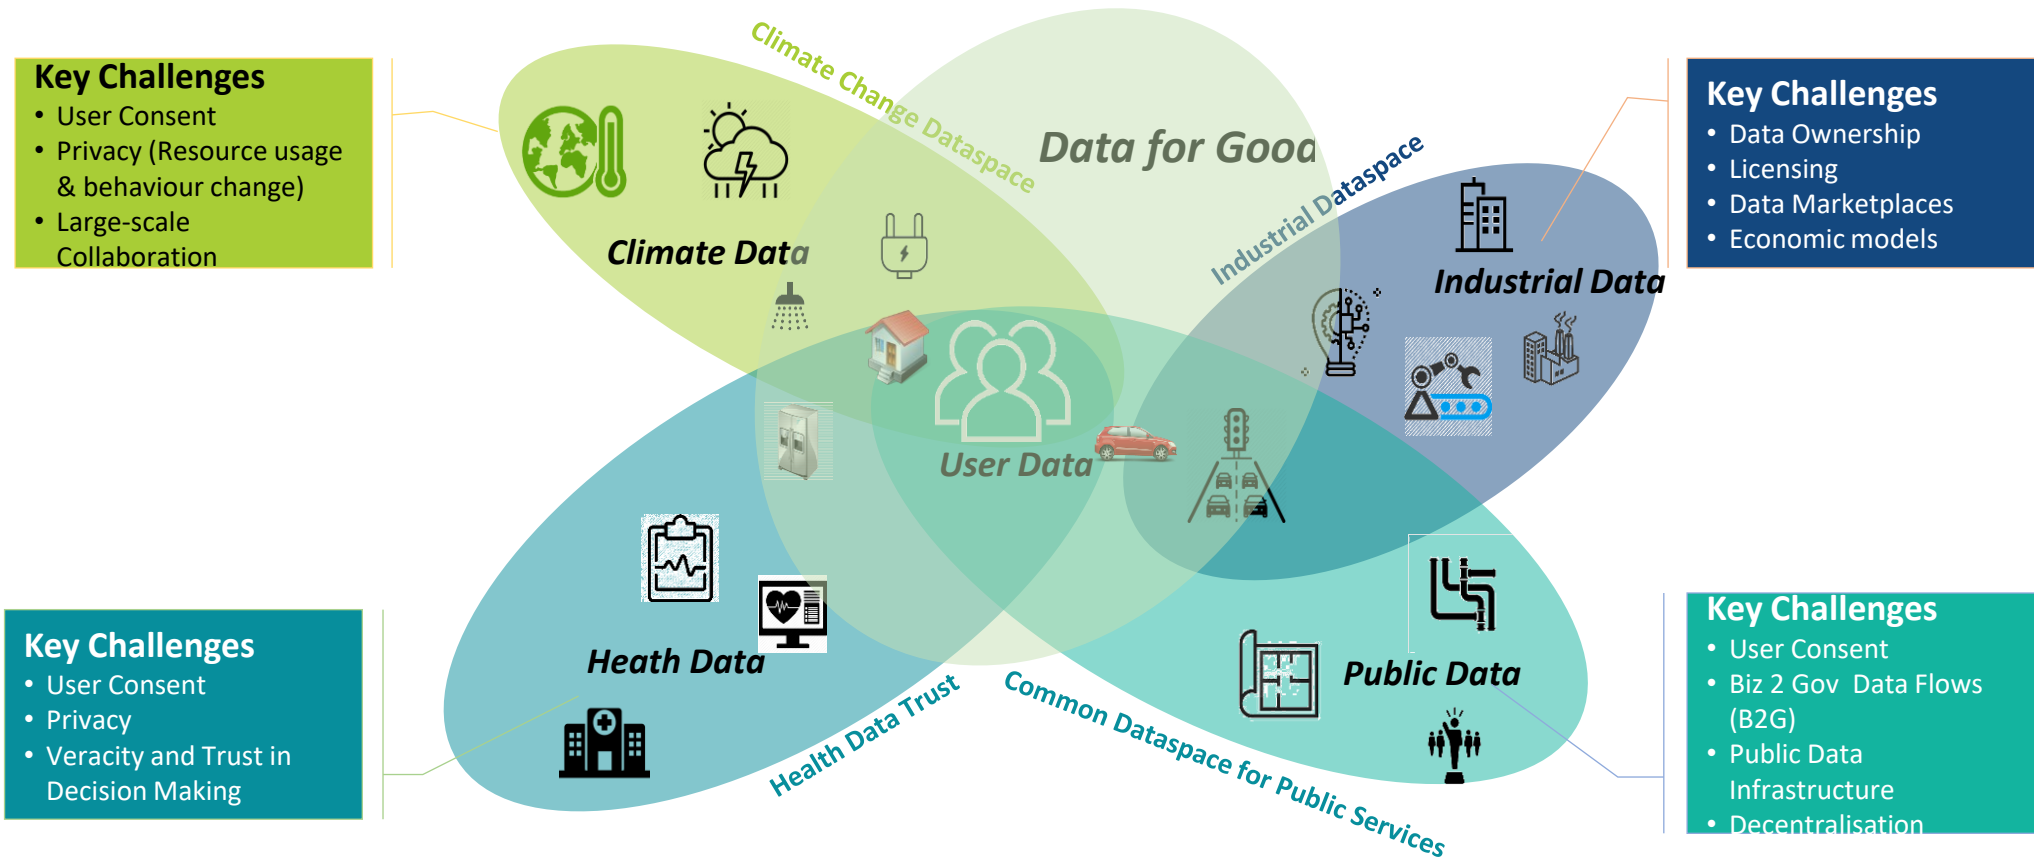 Key Challenges
• User Consent
• Privacy (Resource usage
& behaviour change)
• Large-scale
Collaboration
Climate Change Dataspace
Data for Good
Industrial Dataspace
Key Challenges
• Data Ownership
• Licensing
• Data Marketplaces
• Economic models
Climate Data
Industrial Data
User Data
Key Challenges
• User Consent
• Privacy
• Veracity and Trust in
Decision Making
Heath Data
Health Data Trust
Common Dataspace for Public Services
Public Data
Key Challenges
• User Consent
• Biz 2 Gov Data Flows
(B2G)
• Public Data
Infrastructure
• Decentralisation